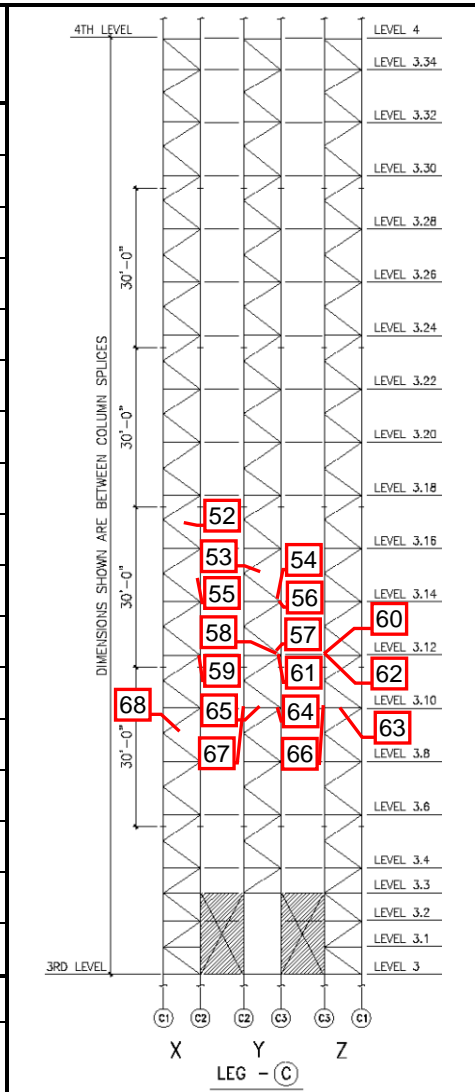 4TH LEVEL
LEVEL 4
LEVEL 3.34
LEVEL 3.32
LEVEL 3.30
LEVEL 3.28
30'-0"
LEVEL 3.26
LEVEL 3.24
DIMENSIONS SHOWN ARE BETWEEN COLUMN SPLICES
30'-0"
LEVEL 3.22
LEVEL 3.20
LEVEL 3.18
52
LEVEL 3.16
53
54
30'-0"
55
56
LEVEL 3.14
58
57
60
LEVEL 3.12
59
61
62
68
65
64
LEVEL 3.10
63
67
66
30'-0"
LEVEL 3.8
LEVEL 3.6
LEVEL 3.4
LEVEL 3.3
LEVEL 3.2
LEVEL 3.1
3RD LEVEL
LEVEL 3
C1 C2 C2 C3 C3 C1
X Y Z
LEG - C